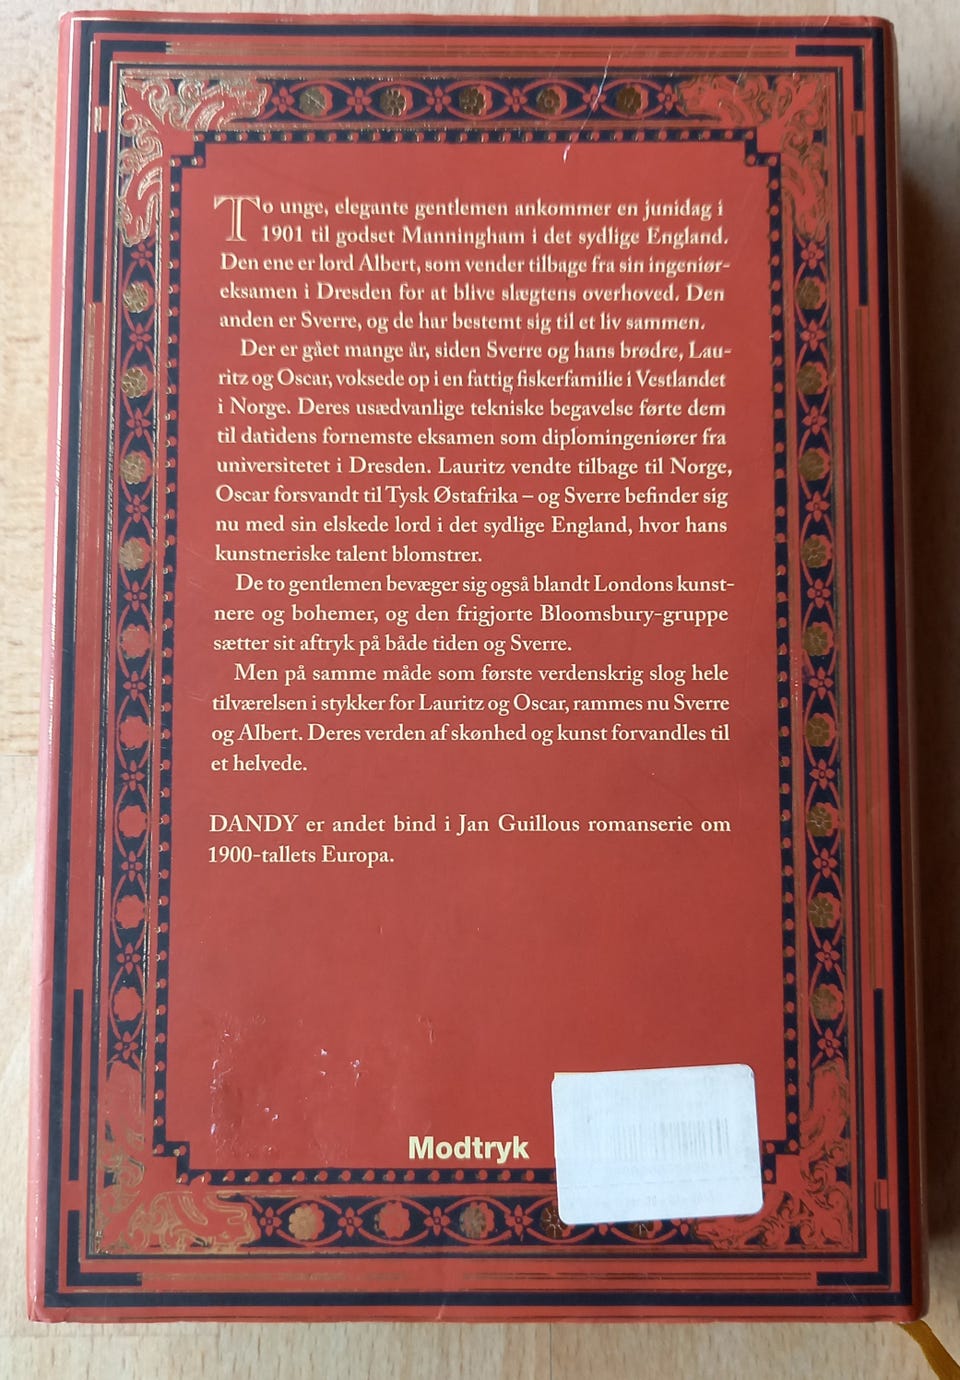 To unge, elegante gentlemen ankommer en junidag i
1901 til godset Manningham i det sydlige England.
Den ene er lord Albert, som vender tilbage fra sin ingeniør-
eksamen i Dresden for at blive slægtens overhoved. Den
anden er Sverre, og de har bestemt sig til et liv sammen.
Der er gået mange år, siden Sverre og hans brødre, Lau-
ritz og Oscar, voksede op i en fattig fiskerfamilie i Vestlandet
i Norge. Deres usædvanlige tekniske begavelse førte dem
til datidens fornemste eksamen som diplomingeniører fra
universitetet i Dresden. Lauritz vendte tilbage til Norge,
Oscar forsvandt til Tysk Østafrika – og Sverre befinder sig
nu med sin elskede lord i det sydlige England, hvor hans
kunstneriske talent blomstrer.
De to gentlemen bevæger sig også blandt Londons kunst-
nere og bohemer, og den frigjorte Bloomsbury-gruppe
sætter sit aftryk på både tiden og Sverre.
Men på samme måde som første verdenskrig slog hele
tilværelsen i stykker for Lauritz og Oscar, rammes nu Sverre
og Albert. Deres verden af skønhed og kunst forvandles til
et helvede.
DANDY er andet bind i Jan Guillous romanserie om
1900-tallets Europa.
Modtryk